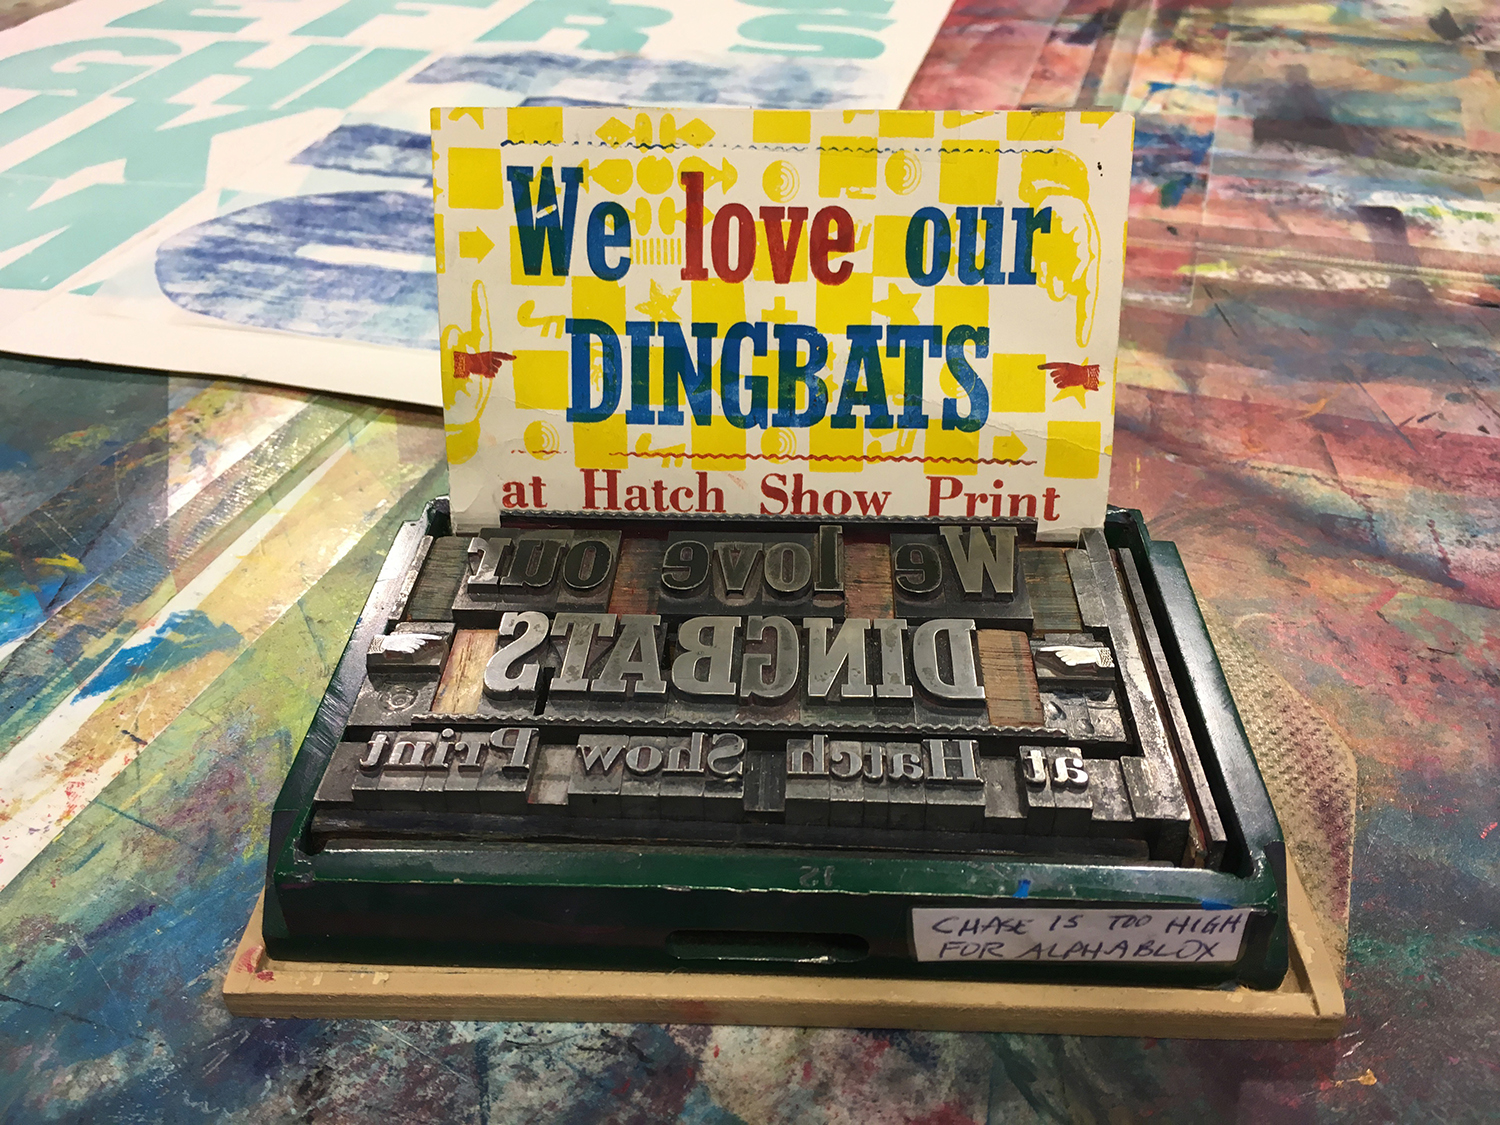 E F R S
G H I
We love our
DINGBATS
at Hatch Show Print
We love our
DINGBATS
at Hatch Show Print
12
CHASE IS TOO HIGH
FOR ALPHABLOX